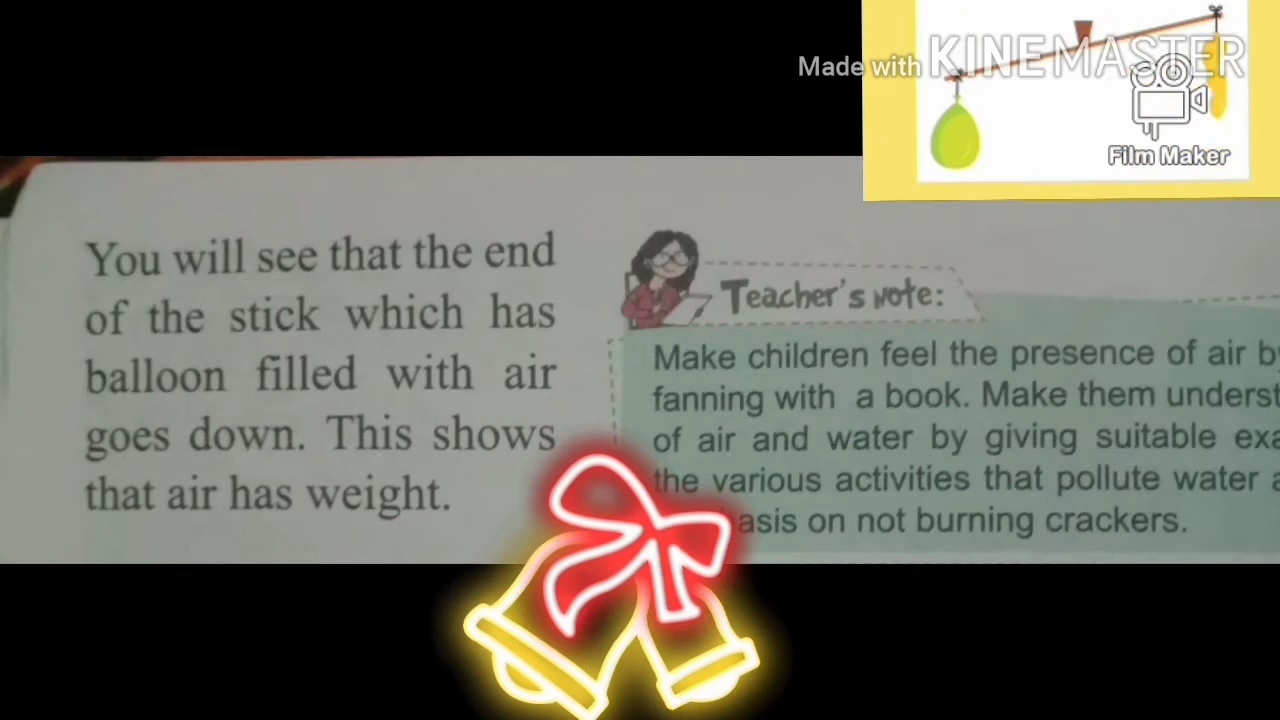 Made with KINEMASTER
Film Maker
You will see that the end
of the stick which has
balloon filled with air
goes down. This shows
that air has weight.
Teacher's Note:
Make children feel the presence of air
fanning with a book. Make them
of air and water by giving suitable
the various activities that pollute water
on not burning crackers.